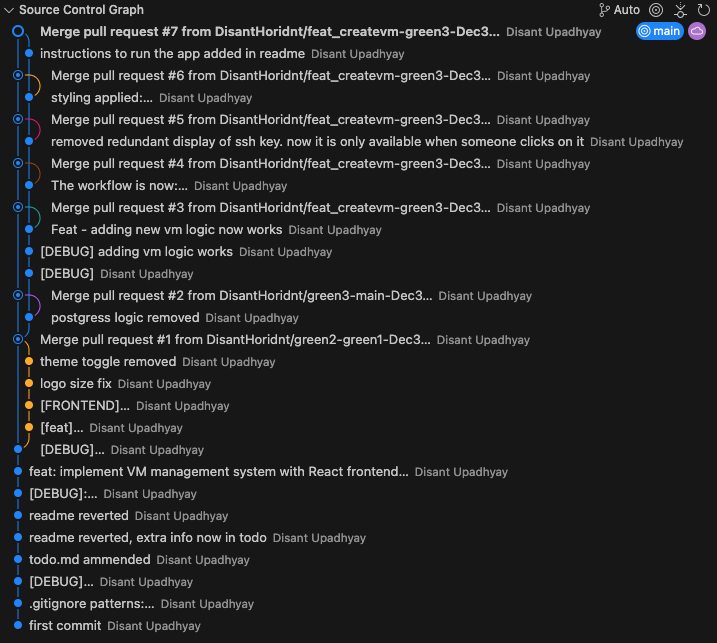 Source Control Graph Auto
Merge pull request #7 from DisantHoridnt/feat_createvm-green3-Dec3... Disant Upadhyay main
instructions to run the app added in readme Disant Upadhyay
Merge pull request #6 from DisantHoridnt/feat_createvm-green3-Dec3... Disant Upadhyay
styling applied:... Disant Upadhyay
Merge pull request #5 from DisantHoridnt/feat_createvm-green3-Dec3... Disant Upadhyay
removed redundant display of ssh key. now it is only available when someone clicks on it Disant Upadhyay
Merge pull request #4 from DisantHoridnt/feat_createvm-green3-Dec3... Disant Upadhyay
The workflow is now:... Disant Upadhyay
Merge pull request #3 from DisantHoridnt/feat_createvm-green3-Dec3... Disant Upadhyay
Feat - adding new vm logic now works Disant Upadhyay
[DEBUG] adding vm logic works Disant Upadhyay
[DEBUG] Disant Upadhyay
Merge pull request #2 from DisantHoridnt/green3-main-Dec3... Disant Upadhyay
postgress logic removed Disant Upadhyay
Merge pull request #1 from DisantHoridnt/green2-green1-Dec3... Disant Upadhyay
theme toggle removed Disant Upadhyay
logo size fix Disant Upadhyay
[FRONTEND]... Disant Upadhyay
[feat]... Disant Upadhyay
[DEBUG]... Disant Upadhyay
feat: implement VM management system with React frontend... Disant Upadhyay
[DEBUG]:... Disant Upadhyay
readme reverted Disant Upadhyay
readme reverted, extra info now in todo Disant Upadhyay
todo.md ammended Disant Upadhyay
[DEBUG]... Disant Upadhyay
.gitignore patterns:... Disant Upadhyay
first commit Disant Upadhyay